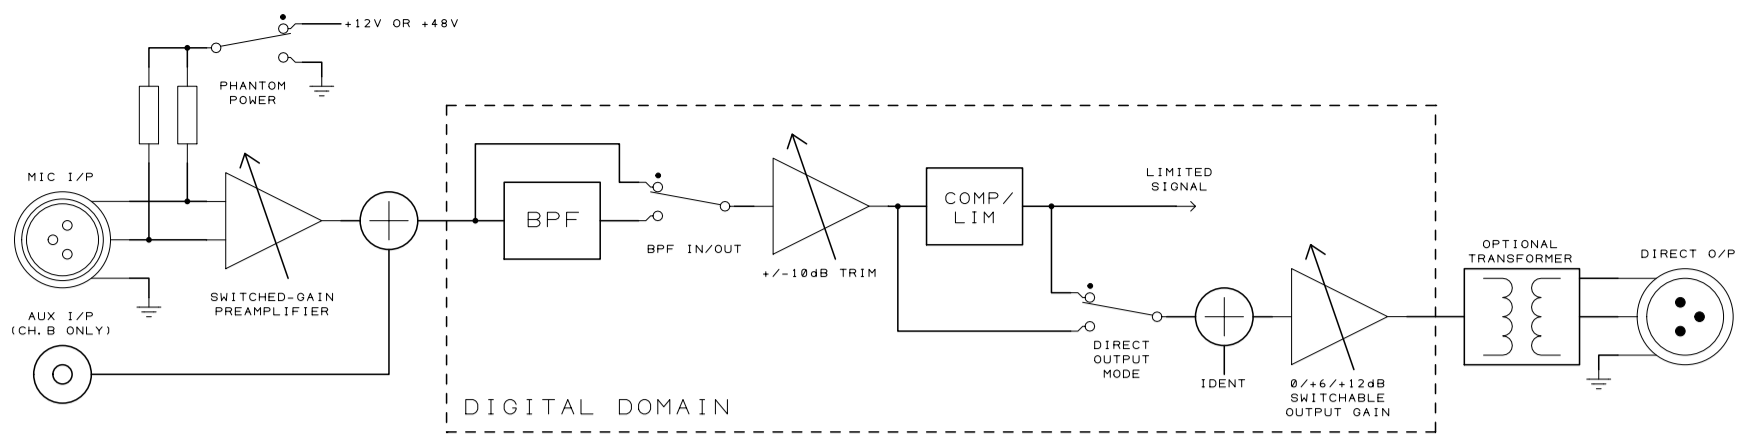 +12V OR +48V
PHANTOM
POWER
MIC I/P
SWITCHED-GAIN
PREAMPLIFIER
AUX I/P
(CH.B ONLY)
BPF
BPF IN/OUT
+/-10dB TRIM
COMP/
LIM
LIMITED
SIGNAL
DIRECT
OUTPUT
MODE
IDENT
0/+6/+12dB
SWITCHABLE
OUTPUT GAIN
OPTIONAL
TRANSFORMER
DIRECT O/P
DIGITAL DOMAIN